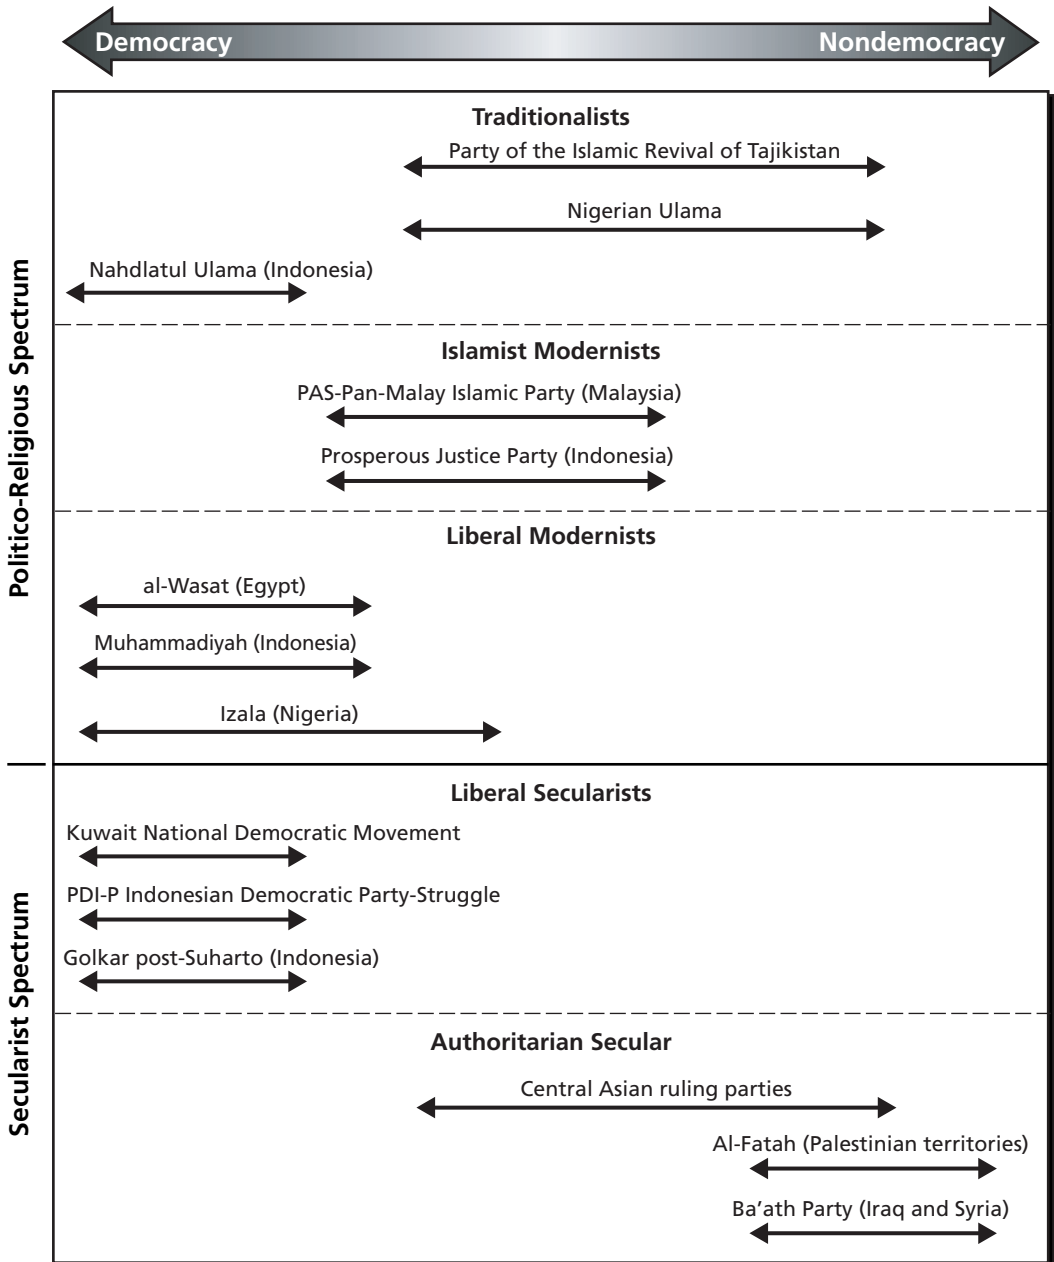 Democracy
Nondemocracy
Politico-Religious Spectrum
Traditionalists
Party of the Islamic Revival of Tajikistan
Nigerian Ulama
Nahdlatul Ulama (Indonesia)
Islamist Modernists
PAS-Pan-Malay Islamic Party (Malaysia)
Prosperous Justice Party (Indonesia)
Liberal Modernists
al-Wasat (Egypt)
Muhammadiyah (Indonesia)
Izala (Nigeria)
Secularist Spectrum
Liberal Secularists
Kuwait National Democratic Movement
PDI-P Indonesian Democratic Party-Struggle
Golkar post-Suharto (Indonesia)
Authoritarian Secular
Central Asian ruling parties
Al-Fatah (Palestinian territories)
Ba’ath Party (Iraq and Syria)